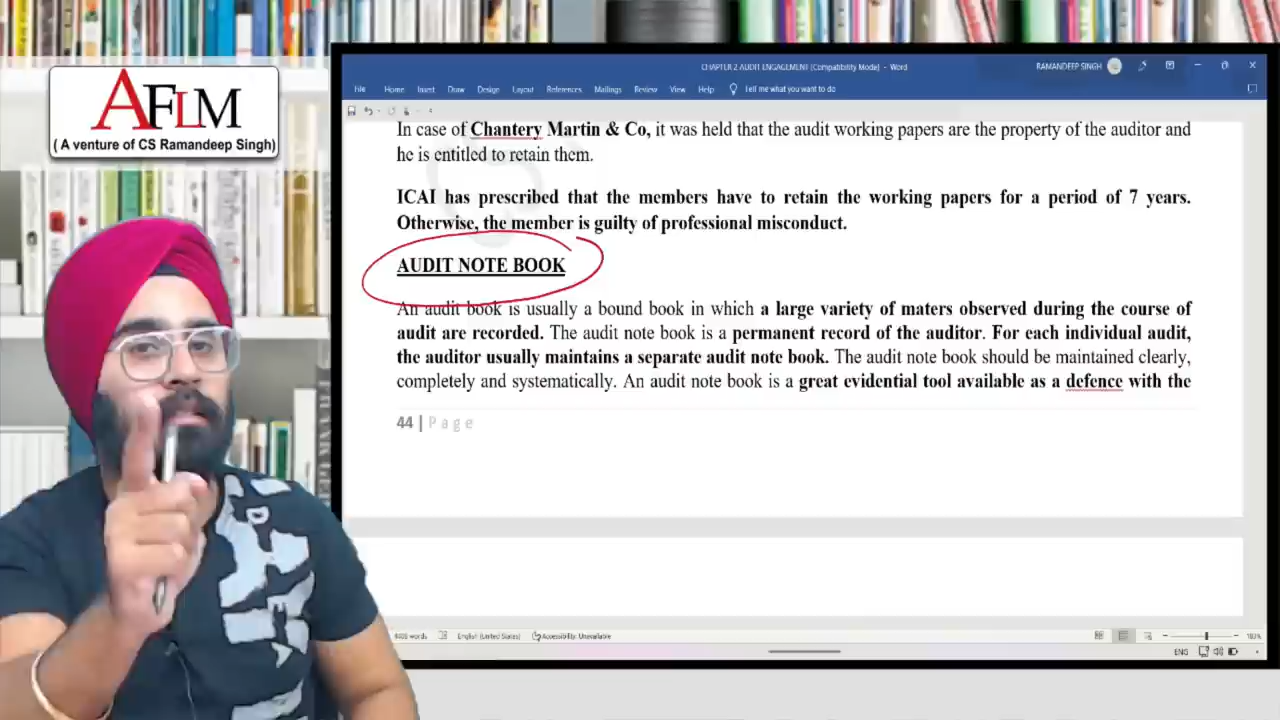 AFLM
( A venture of CS Ramandeep Singh)
CHAPTER 2 AUDIT ENGAGEMENT [Compatibility Mode] - Word
RAMANDEEP SINGH
File Home Insert Draw Design Layout References Mailings Review View Help Tell me what you want to do
In case of Chantery Martin & Co, it was held that the audit working papers are the property of the auditor and
he is entitled to retain them.
ICAI has prescribed that the members have to retain the working papers for a period of 7 years.
Otherwise, the member is guilty of professional misconduct.
AUDIT NOTE BOOK
An audit book is usually a bound book in which a large variety of maters observed during the course of
audit are recorded. The audit note book is a permanent record of the auditor. For each individual audit,
the auditor usually maintains a separate audit note book. The audit note book should be maintained clearly,
completely and systematically. An audit note book is a great evidential tool available as a defence with the
44 | Page
words English (United States) Accessibility: Unavailable
ENG